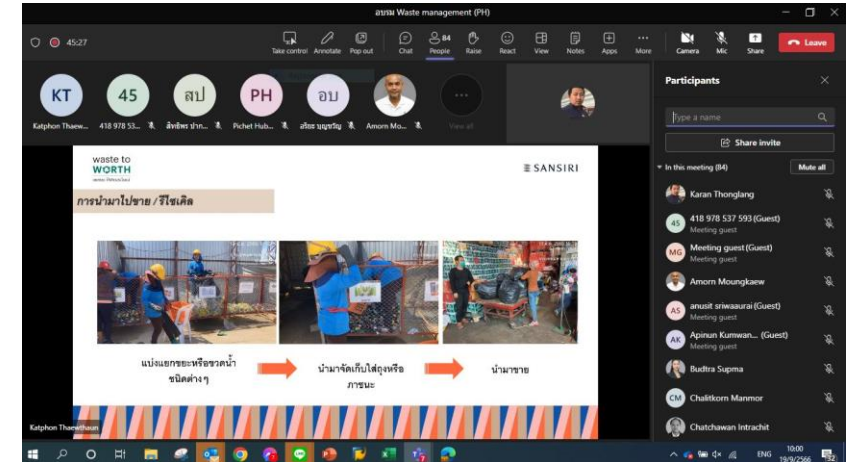 อบรม Waste management (PH)
45:27
Take control Annotate Pop out Chat 84 People Raise React View Notes Apps More Camera Mic Share Leave
KT 45 สป PH อบ
Katphon Thaew... 418 978 53... Pichet Hub... Amorn Mo... View all
Participants
Type a name
Share invite
In this meeting (84) Mute all
Karan Thonglang
45 418 978 537 593 (Guest)
Meeting guest
MG Meeting guest (Guest)
Meeting guest
Amorn Moungkaew
AS anusit sriwaaurai (Guest)
Meeting guest
AK Apinun Kumwan... (Guest)
Meeting guest
Budtra Supma
CM Chalitkorn Manmor
Chatchawan Intrachit
waste to
WORTH
SANSIRI
การนำมาไปขาย / รีไซเคิล
แบ่งแยกขยะหรือขวดน้ำ
ชนิดต่างๆ
นำมาจัดเก็บใส่ถุงหรือ
ภาชนะ
นำมาขาย
Katphon Thaewthaun
ENG
10:00
19/9/2566